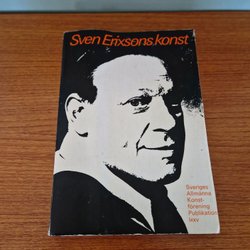 Sven Erixsons konst
Sveriges
Allmänna
Konst-
förening
Publikation
lxxv